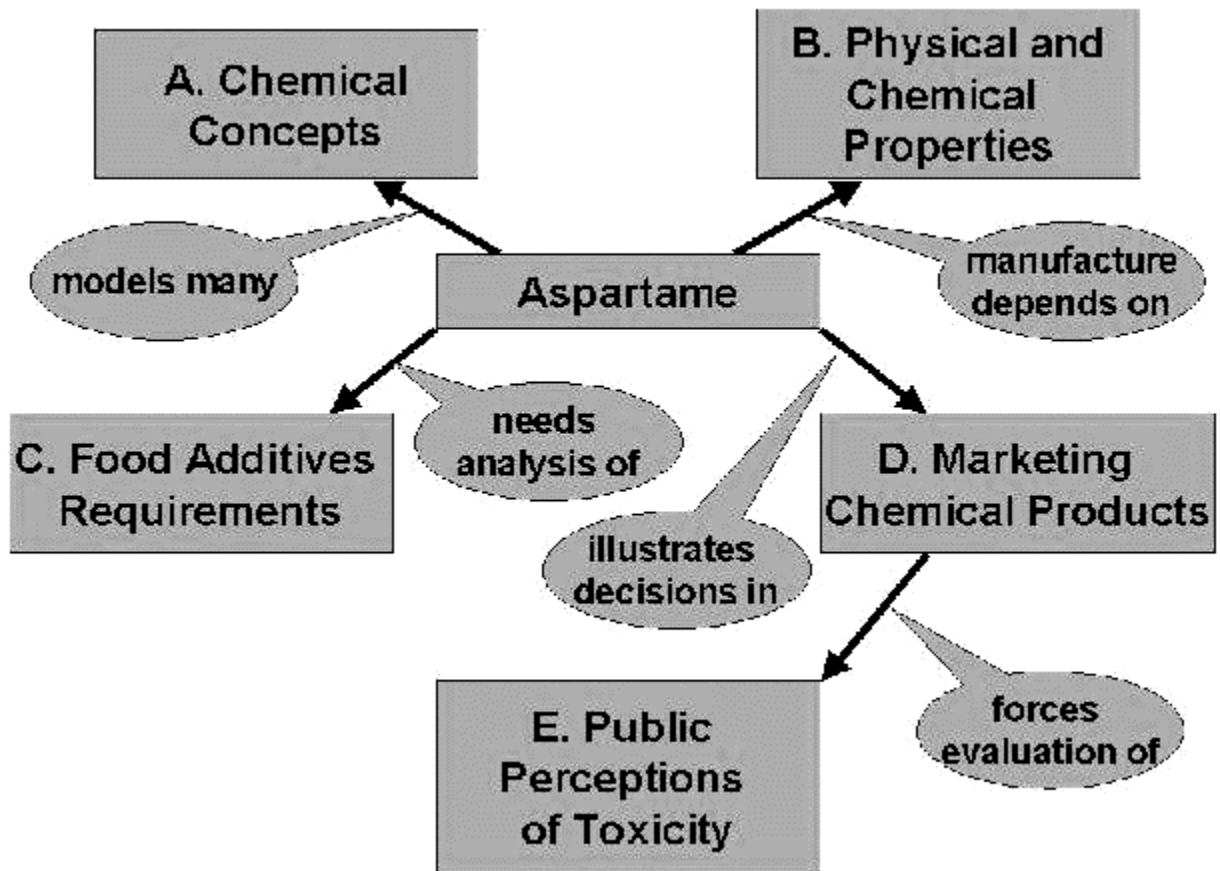 A. Chemical
Concepts
B. Physical and
Chemical
Properties
models many
Aspartame
manufacture
depends on
C. Food Additives
Requirements
needs
analysis of
D. Marketing
Chemical Products
illustrates
decisions in
E. Public
Perceptions
of Toxicity
forces
evaluation of